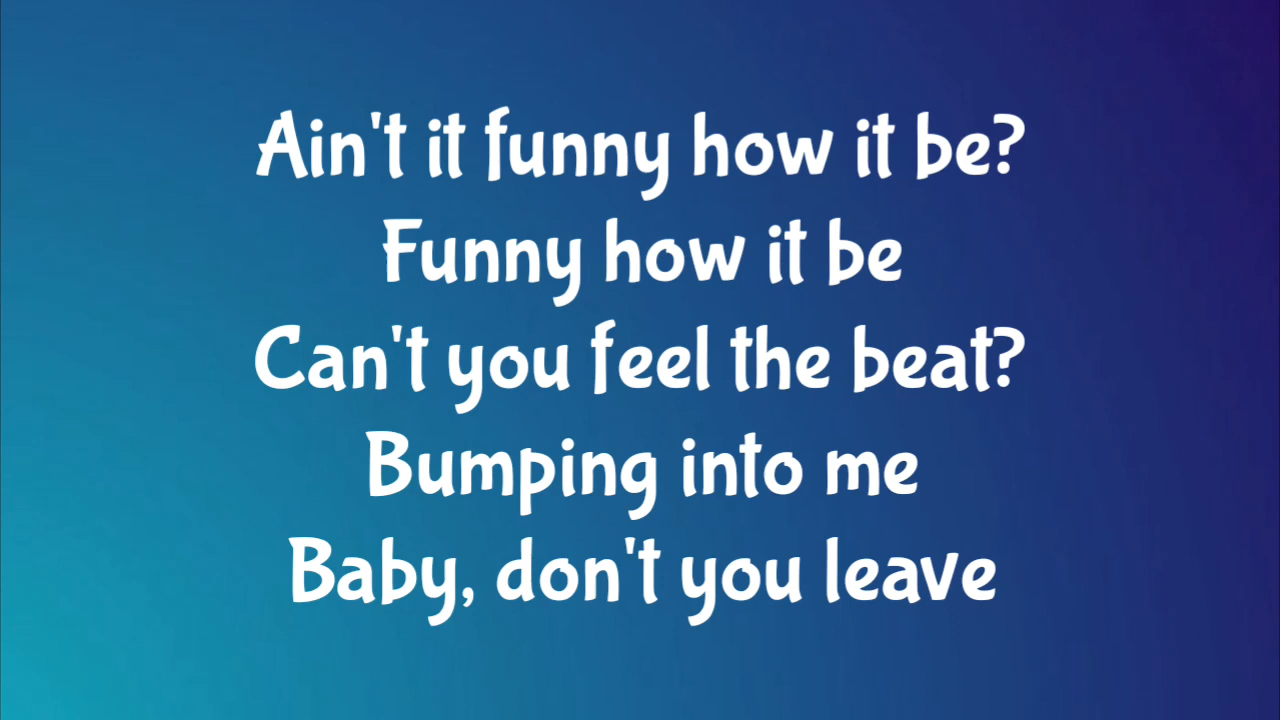 Ain't it funny how it be?
Funny how it be
Can't you feel the beat?
Bumping into me
Baby, don't you leave